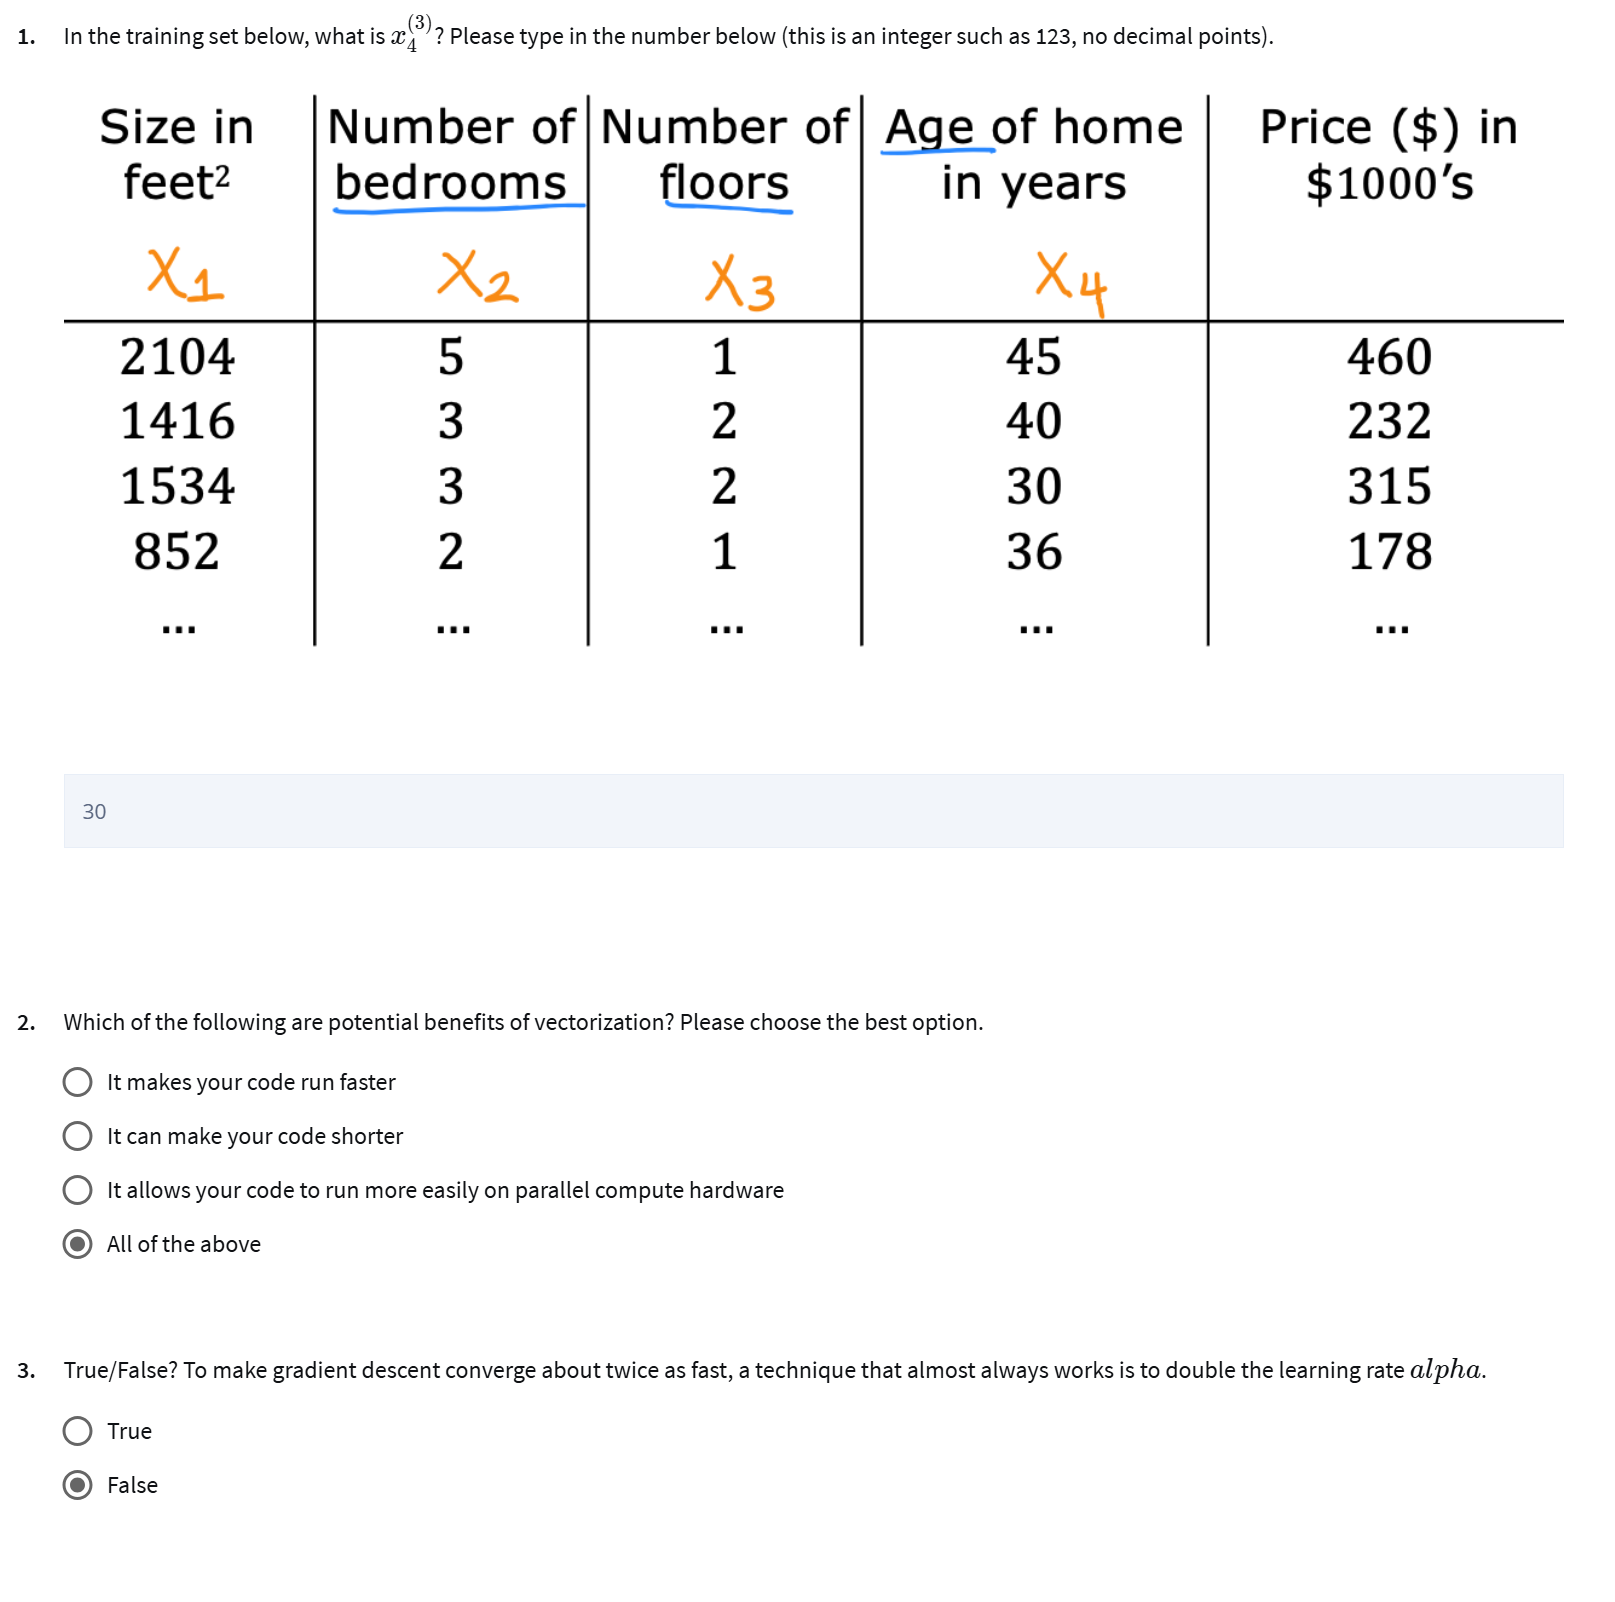 1. In the training set below, what is x₄⁽³⁾? Please type in the number below (this is an integer such as 123, no decimal points).
Size in feet² | Number of bedrooms | Number of floors | Age of home in years | Price ($) in $1000's
X₁ X₂ X₃ X₄
2104 5 1 45 460
1416 3 2 40 232
1534 3 2 30 315
852 2 1 36 178
... ... ... ... ...
30
2. Which of the following are potential benefits of vectorization? Please choose the best option.
It makes your code run faster
It can make your code shorter
It allows your code to run more easily on parallel compute hardware
All of the above
3. True/False? To make gradient descent converge about twice as fast, a technique that almost always works is to double the learning rate alpha.
True
False